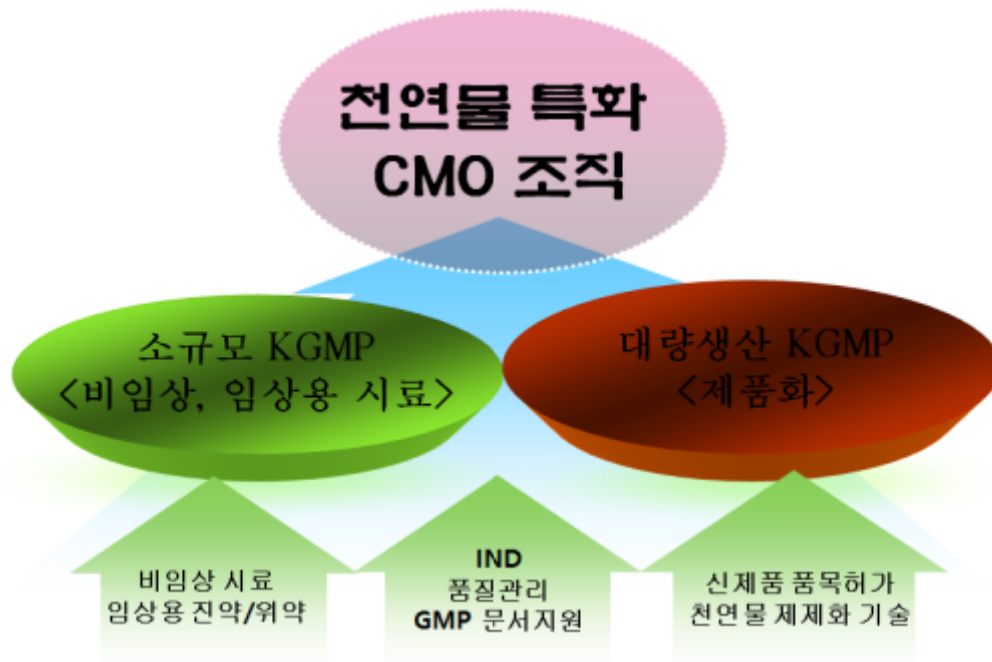 천연물 특화
CMO 조직
소규모 KGMP
<비임상, 임상용 시료>
대량생산 KGMP
<제품화>
비임상 시료
임상용 진약/위약
IND
품질관리
GMP 문서지원
신제품 품목허가
천연물 제제화 기술